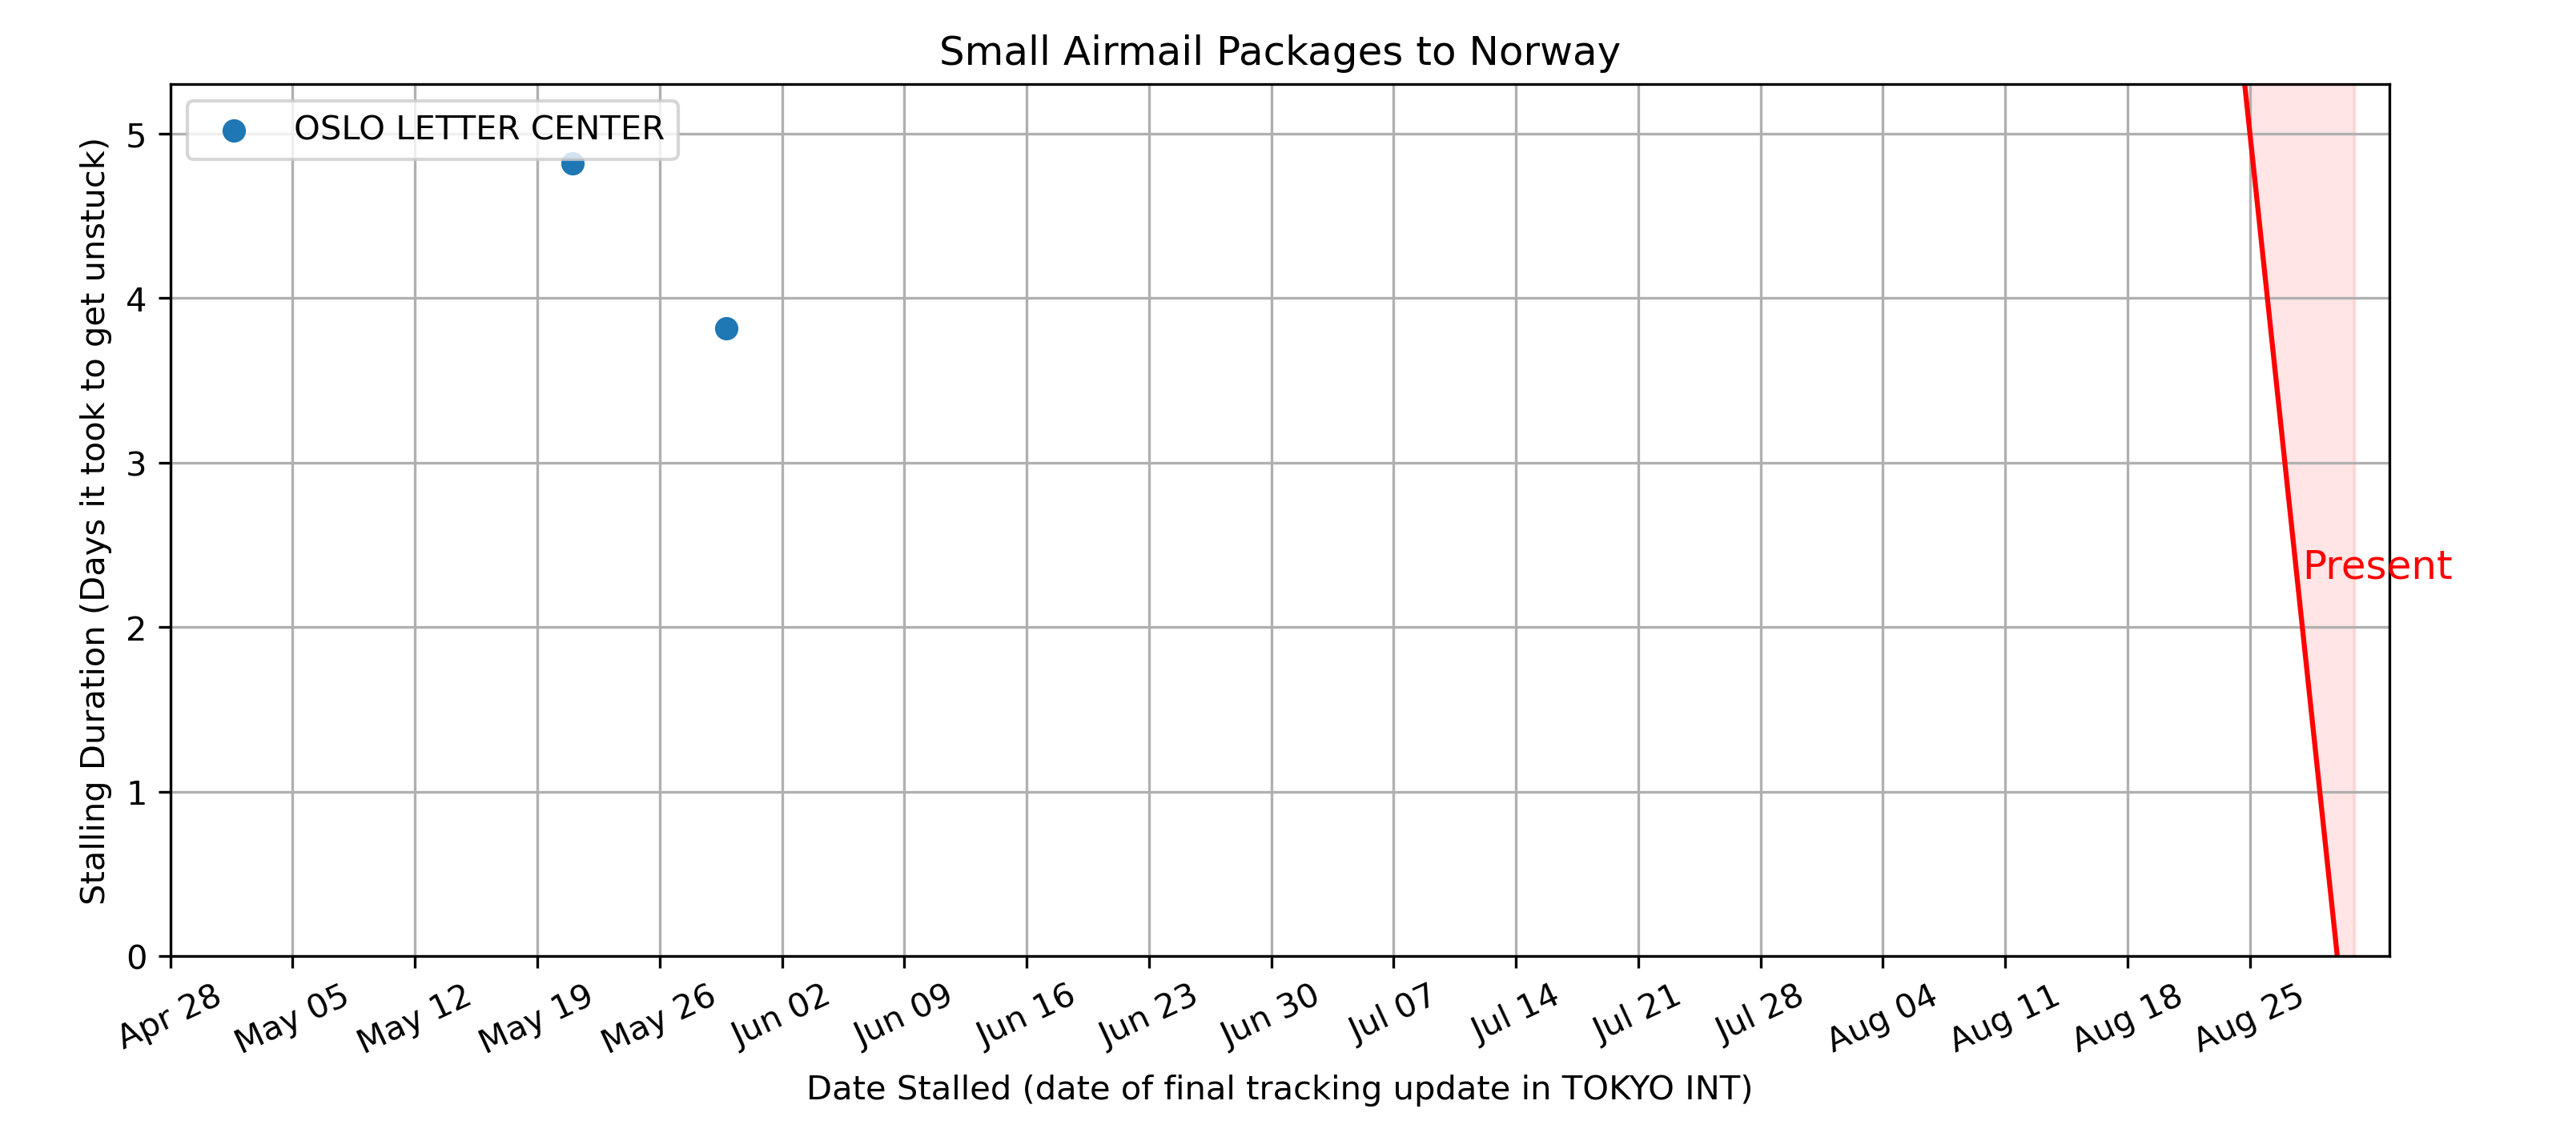 Small Airmail Packages to Norway
OSLO LETTER CENTER
Stalling Duration (Days it took to get unstuck)
5
4
3
2
1
0
Present
Apr 28
May 05
May 12
May 19
May 26
Jun 02
Jun 09
Jun 16
Jun 23
Jun 30
Jul 07
Jul 14
Jul 21
Jul 28
Aug 04
Aug 11
Aug 18
Aug 25
Date Stalled (date of final tracking update in TOKYO INT)